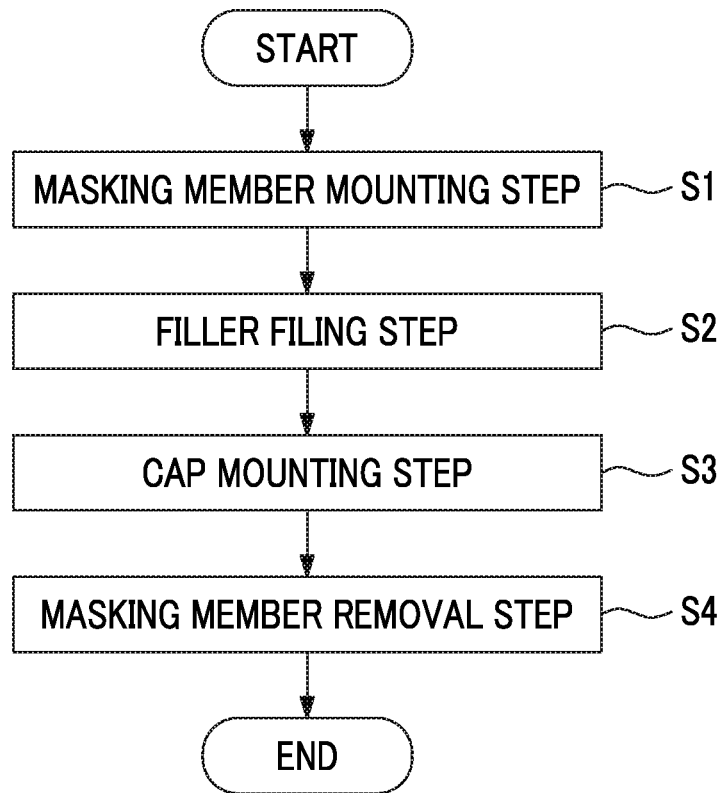 START
MASKING MEMBER MOUNTING STEP S1
FILLER FILING STEP S2
CAP MOUNTING STEP S3
MASKING MEMBER REMOVAL STEP S4
END